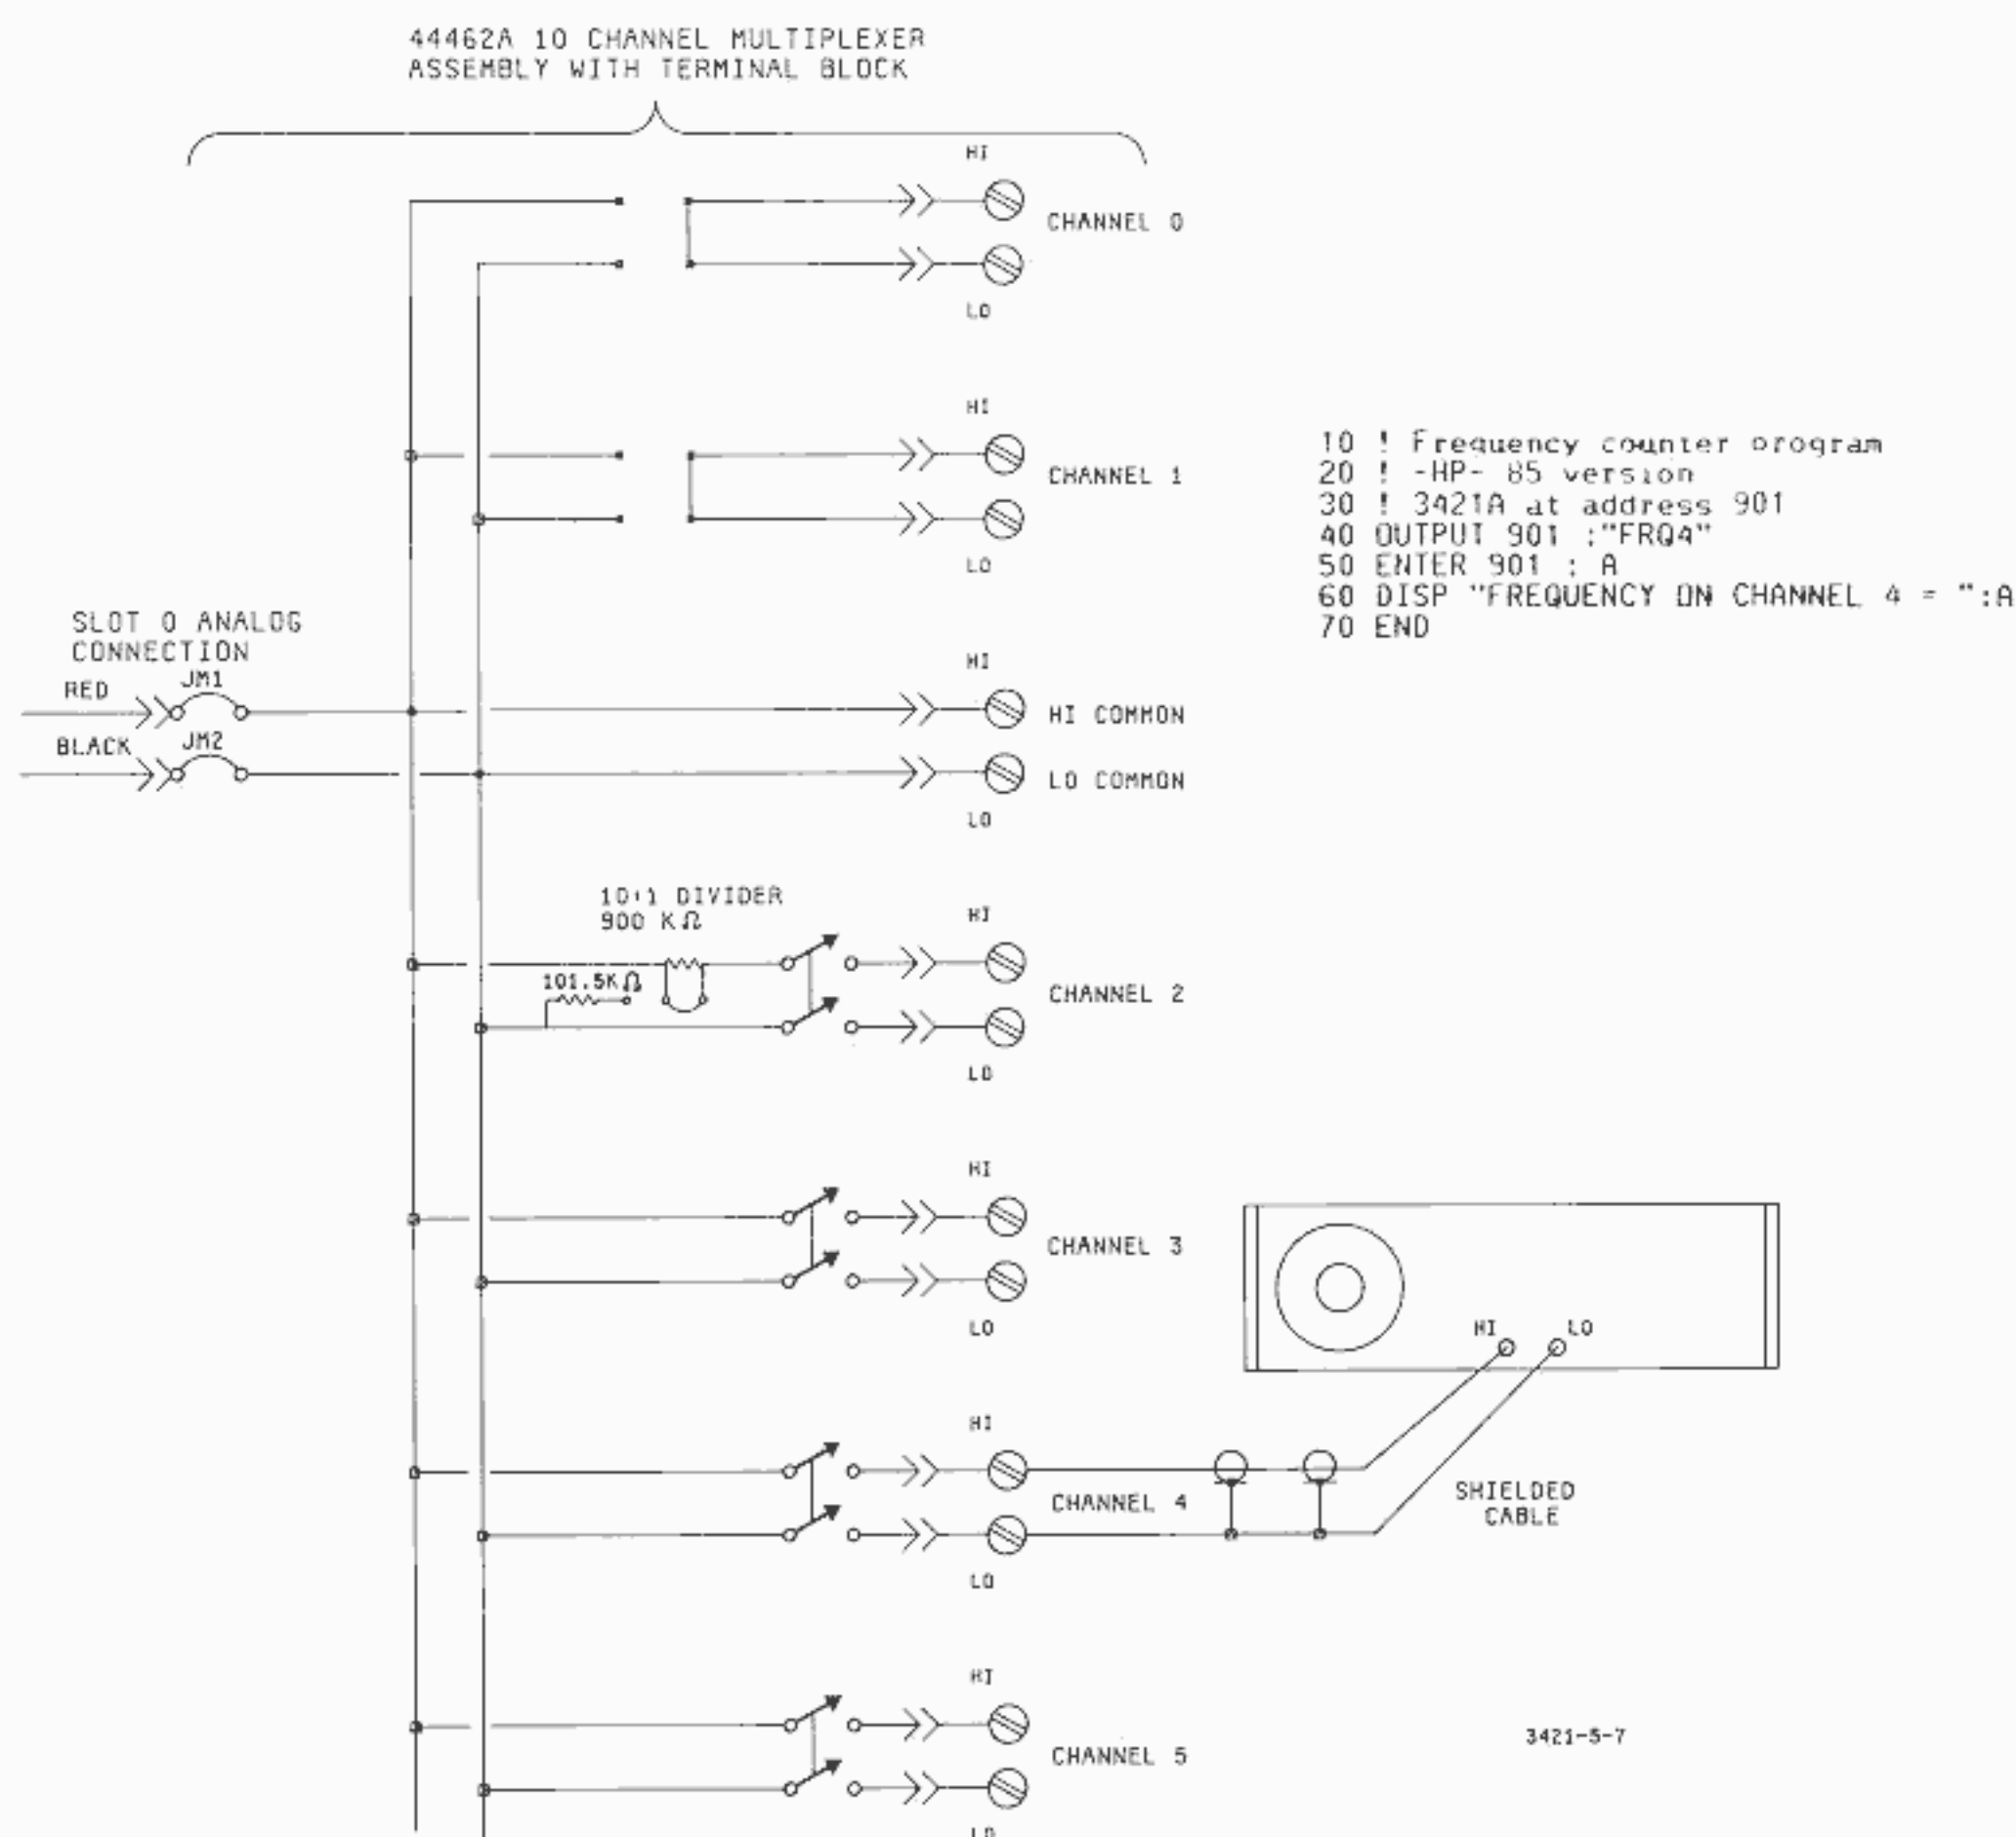 44462A 10 CHANNEL MULTIPLEXER
ASSEMBLY WITH TERMINAL BLOCK
HI
CHANNEL 0
LO
HI
CHANNEL 1
LO
10 ! Frequency counter program
20 ! -HP- 85 version
30 ! 3421A at address 901
40 OUTPUT 901 ;"FRQ4"
50 ENTER 901 ; A
60 DISP "FREQUENCY ON CHANNEL 4 = ";A
70 END
SLOT 0 ANALOG
CONNECTION
RED
JM1
BLACK
JM2
HI
HI COMMON
LO COMMON
LO
10:1 DIVIDER
900 KΩ
101.5KΩ
HI
CHANNEL 2
LO
HI
CHANNEL 3
LO
HI LO
HI
CHANNEL 4
LO
SHIELDED
CABLE
HI
CHANNEL 5
LO
3421-5-7